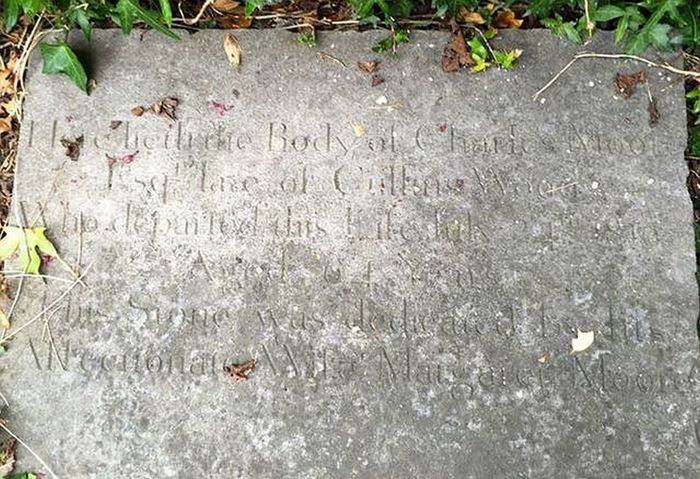 Here lieth the Body of Charles Moore
Esqr. late of Cullins Wood
Who departed this Life July
Aged 64 Years
This Stone was dedicated by his
Affectionate Wife Margaret Moore